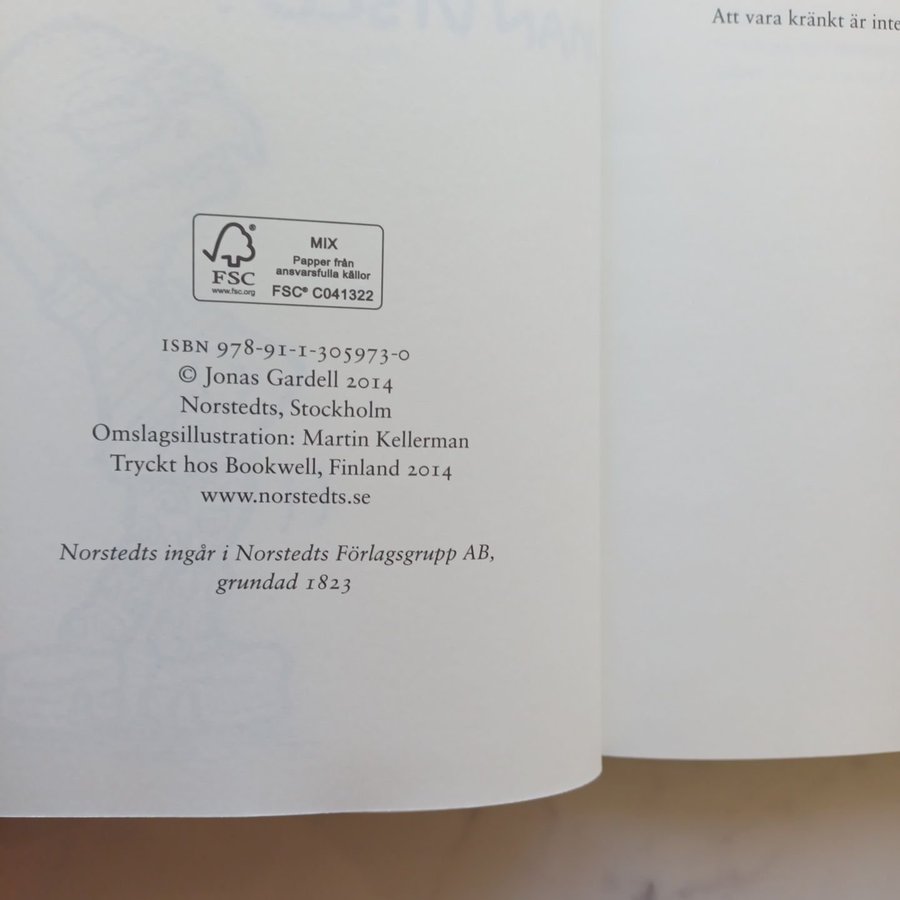 Att vara kränkt är inte
FSC®
www.fsc.org
MIX
Papper från
ansvarsfulla källor
FSC® C041322
ISBN 978-91-1-305973-0
© Jonas Gardell 2014
Norstedts, Stockholm
Omslagsillustration: Martin Kellerman
Tryckt hos Bookwell, Finland 2014
www.norstedts.se
Norstedts ingår i Norstedts Förlagsgrupp AB,
grundad 1823